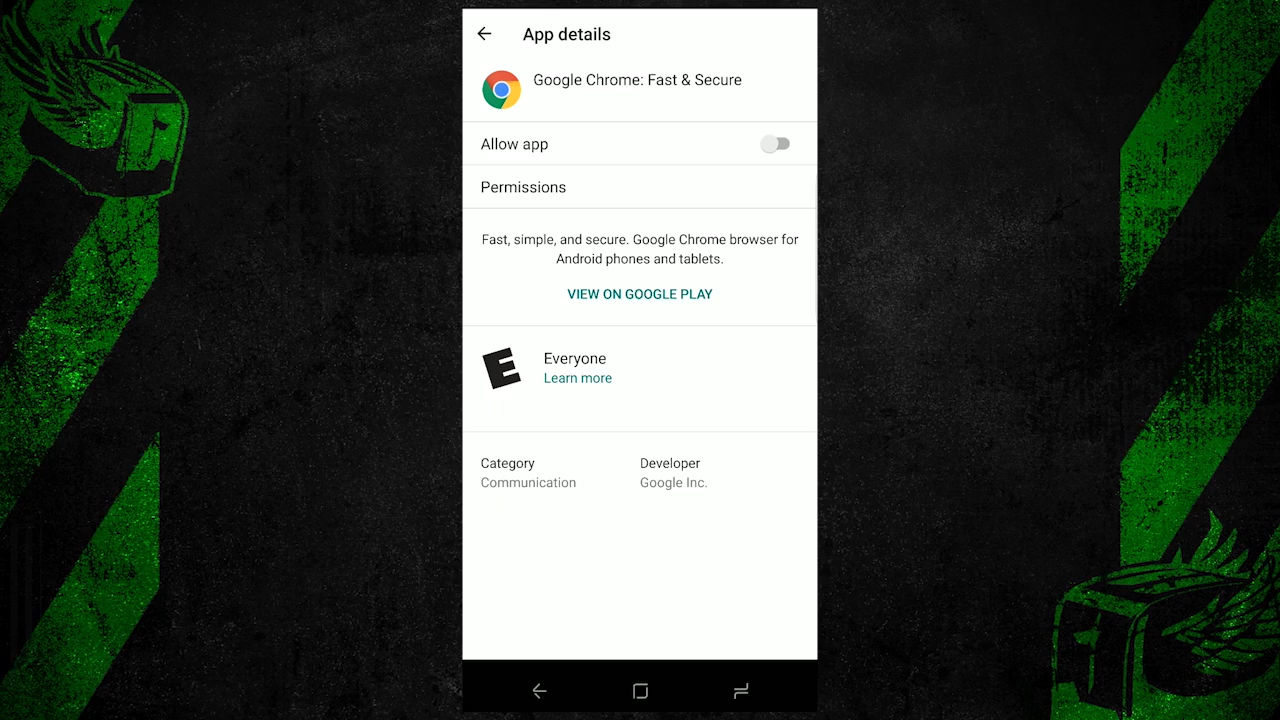 App details
Google Chrome: Fast & Secure
Allow app
Permissions
Fast, simple, and secure. Google Chrome browser for
Android phones and tablets.
VIEW ON GOOGLE PLAY
E
Everyone
Learn more
Category
Developer
Communication
Google Inc.